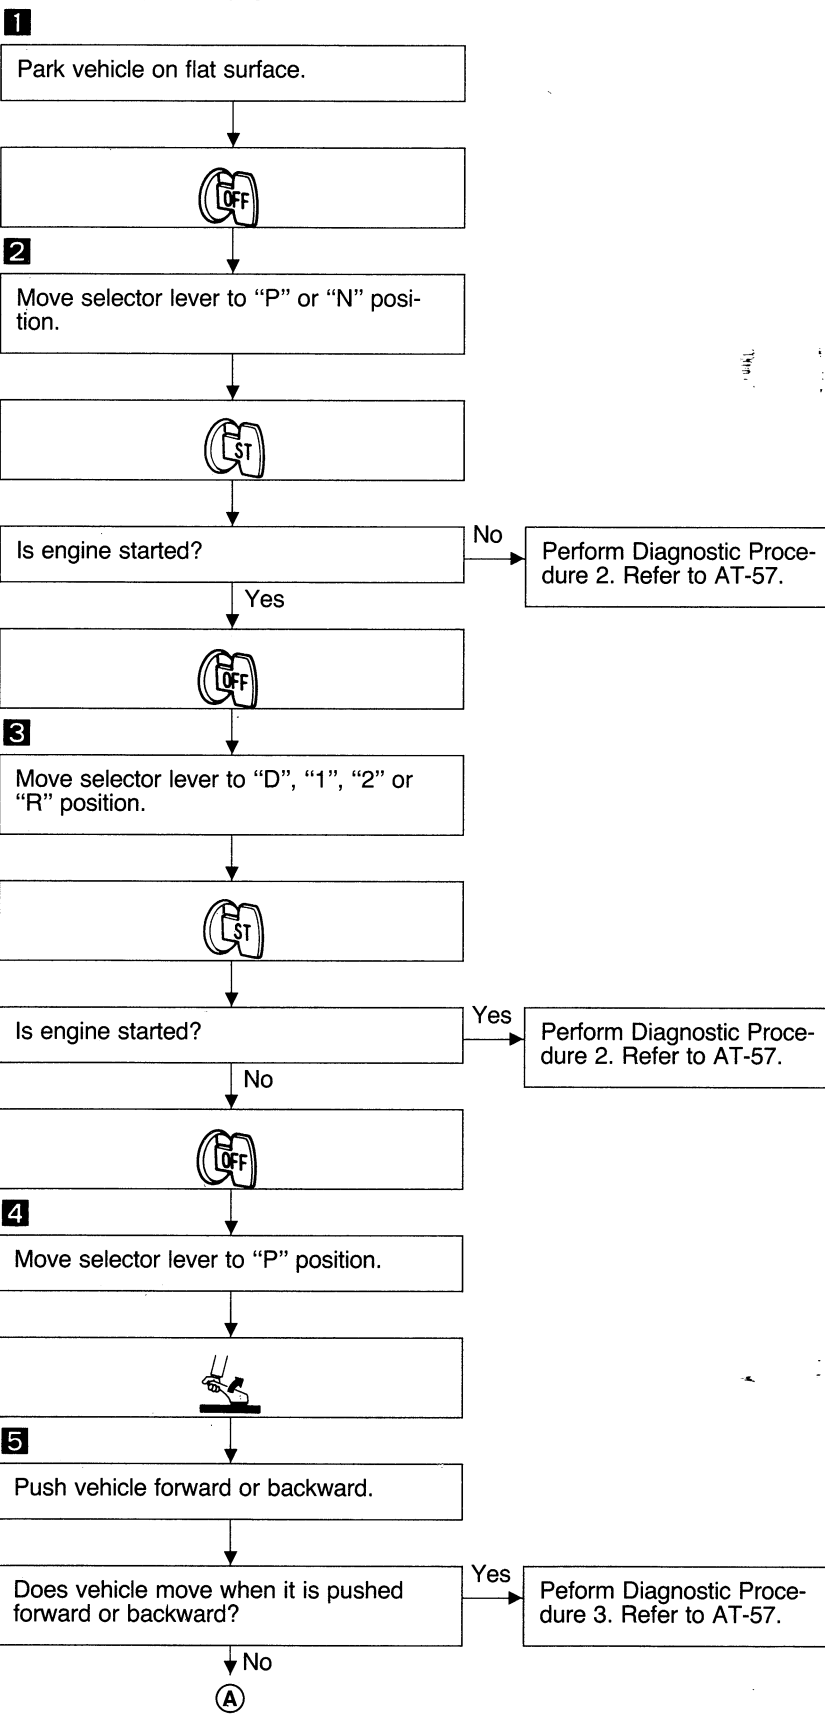 1
Park vehicle on flat surface.
OFF
2
Move selector lever to “P” or “N” posi-
tion.
ST
Is engine started?
No
Perform Diagnostic Proce-
dure 2. Refer to AT-57.
Yes
OFF
3
Move selector lever to “D”, “1”, “2” or
“R” position.
ST
Is engine started?
Yes
Perform Diagnostic Proce-
dure 2. Refer to AT-57.
No
OFF
4
Move selector lever to “P” position.
5
Push vehicle forward or backward.
Does vehicle move when it is pushed
forward or backward?
Yes
Peform Diagnostic Proce-
dure 3. Refer to AT-57.
No
A